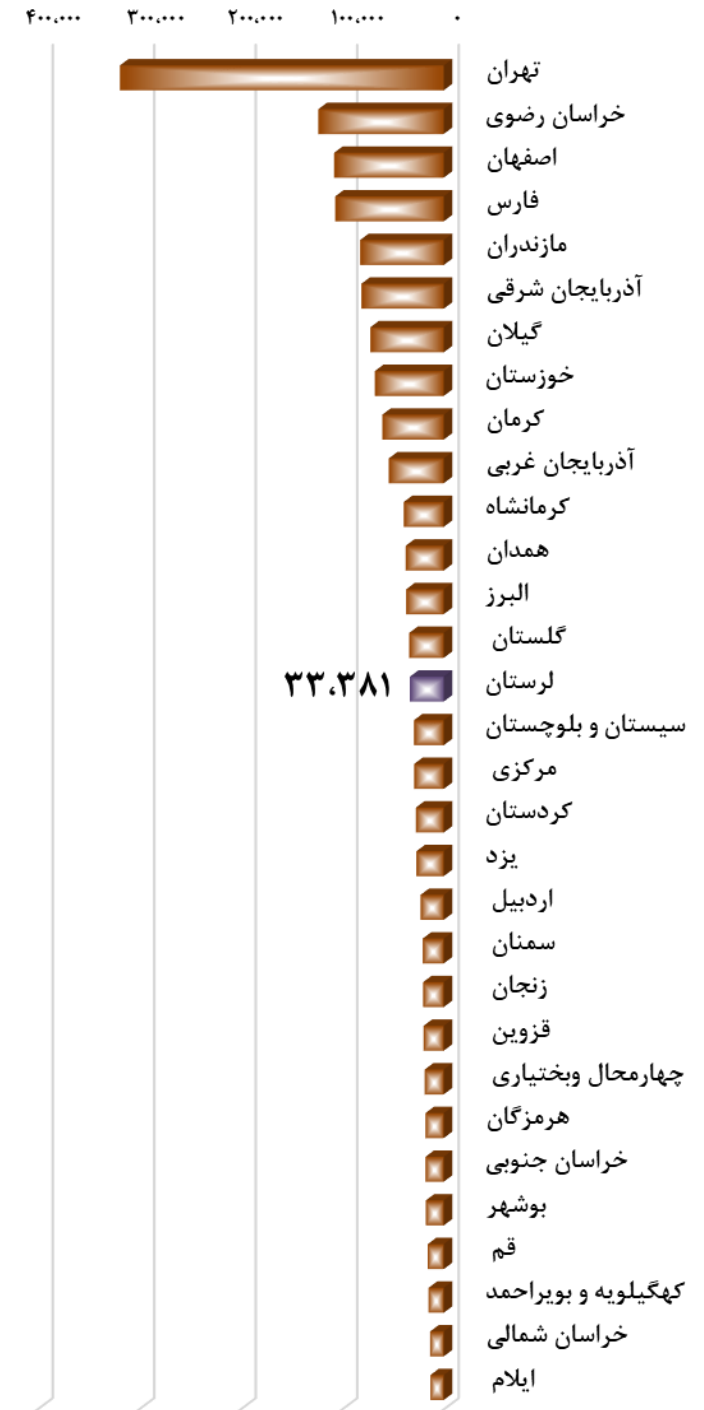 ۴۰۰،۰۰۰ ۳۰۰،۰۰۰ ۲۰۰،۰۰۰ ۱۰۰،۰۰۰ ۰
تهران
خراسان رضوی
اصفهان
فارس
مازندران
آذربایجان شرقی
گیلان
خوزستان
کرمان
آذربایجان غربی
کرمانشاه
همدان
البرز
گلستان
لرستان ۳۳،۳۸۱
سیستان و بلوچستان
مرکزی
کردستان
یزد
اردبیل
سمنان
زنجان
قزوین
چهارمحال وبختیاری
هرمزگان
خراسان جنوبی
بوشهر
قم
کهگیلویه و بویراحمد
خراسان شمالی
ایلام